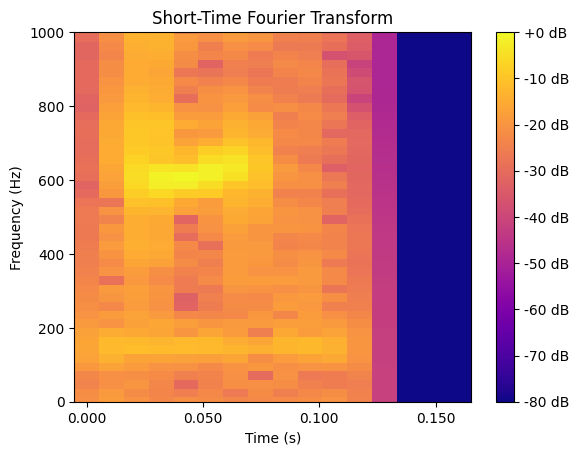 Short-Time Fourier Transform
Frequency (Hz)
1000
800
600
400
200
0
0.000
0.050
0.100
0.150
Time (s)
+0 dB
-10 dB
-20 dB
-30 dB
-40 dB
-50 dB
-60 dB
-70 dB
-80 dB